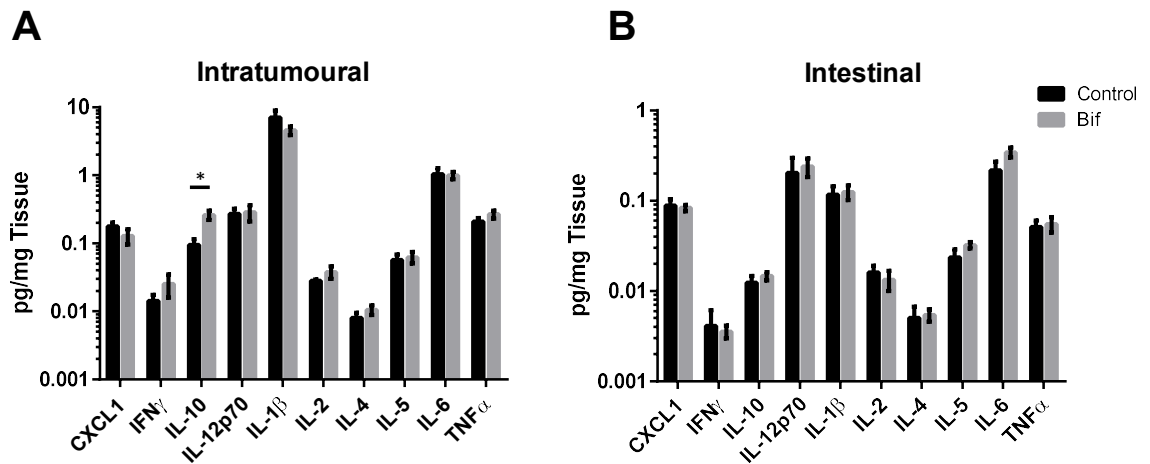 A
Intratumoural
pg/mg Tissue
10
1
0.1
0.01
0.001
*
CXCL1
IFNγ
IL-10
IL-12p70
IL-1β
IL-2
IL-4
IL-5
IL-6
TNFα
B
Intestinal
pg/mg Tissue
1
0.1
0.01
0.001
CXCL1
IFNγ
IL-10
IL-12p70
IL-1β
IL-2
IL-4
IL-5
IL-6
TNFα
Control
Bif